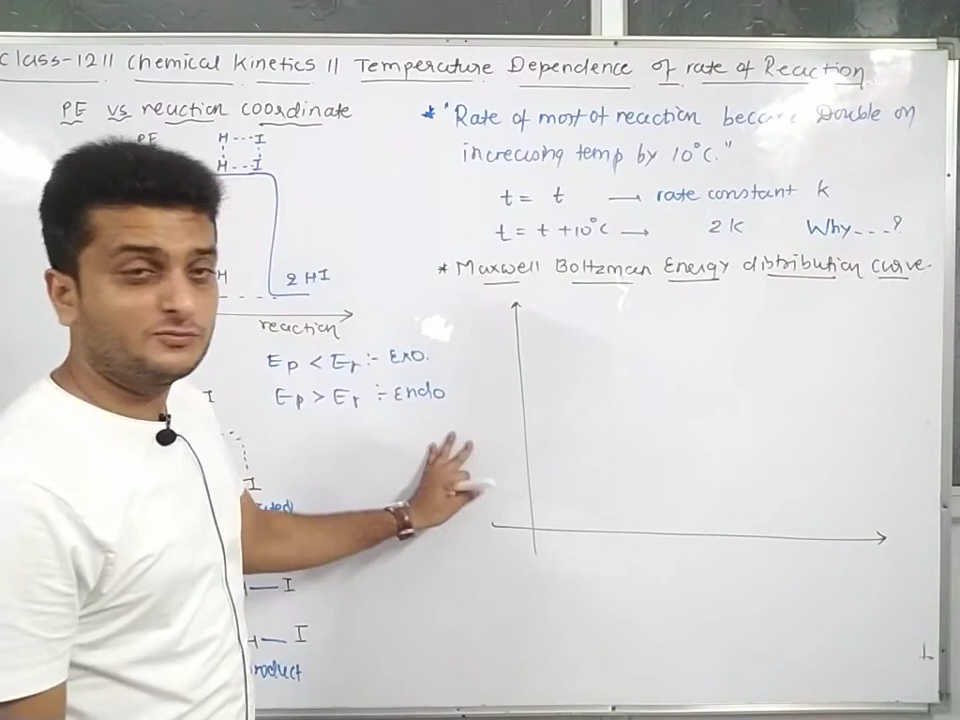 Class-12 || Chemical Kinetics || Temperature Dependence of rate of Reaction
PE vs reaction coordinate
PE
H---I
H---I
H
2 HI
reaction
Ep < Er :- Exo.
Ep > Er :- Endo
I
I
— I
— I
product
* "Rate of most of reaction become Double on
increasing temp by 10°C."
t = t → rate constant k
t = t + 10°C → 2k Why---?
* Maxwell Boltzman Energy distribution curve.